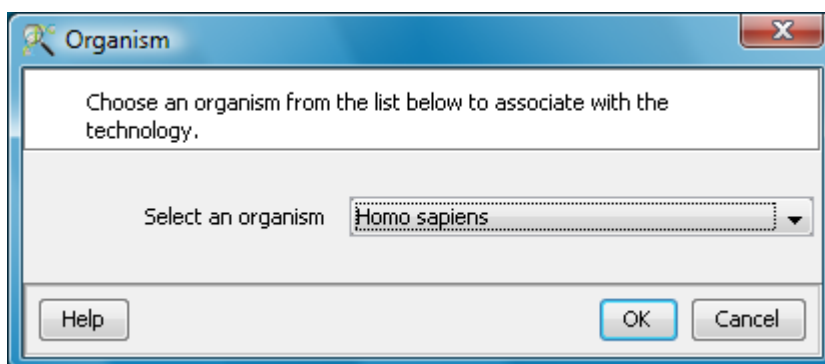 Organism
Choose an organism from the list below to associate with the
technology.
Select an organism Homo sapiens
Help OK Cancel